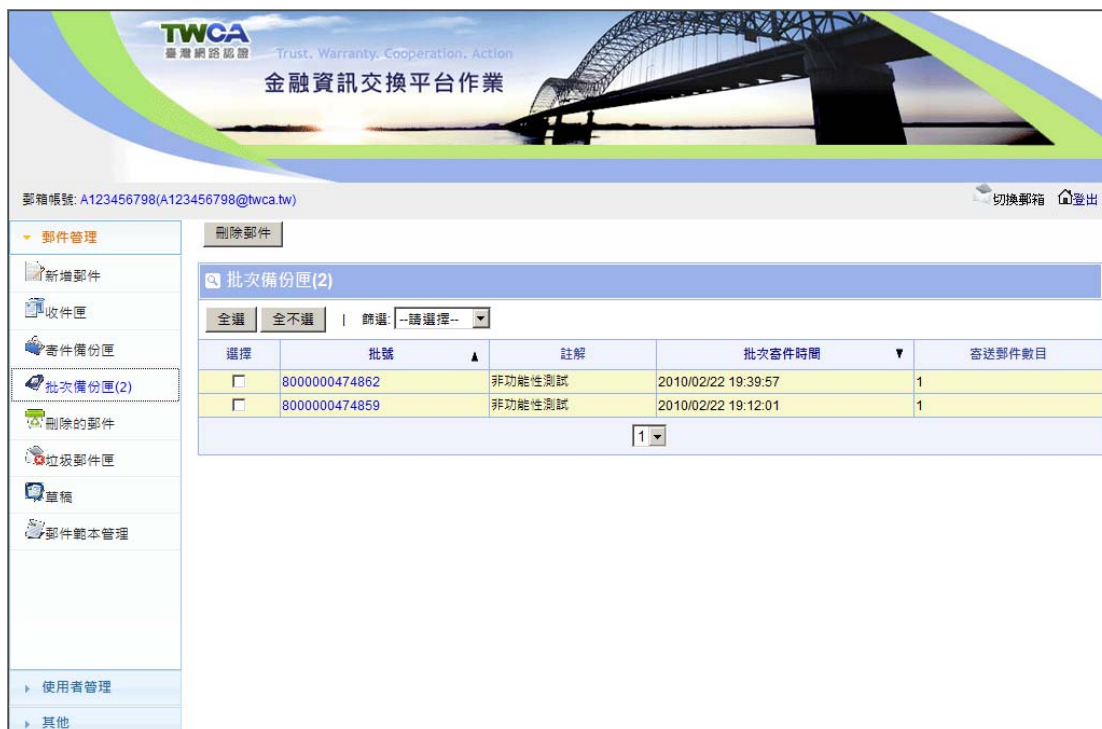 TWCA
臺灣網路認證
Trust, Warranty, Cooperation, Action
金融資訊交換平台作業
郵箱帳號: A123456798(A123456798@twca.tw)
切換郵箱 登出
郵件管理
新增郵件
收件匣
寄件備份匣
批次備份匣(2)
刪除的郵件
垃圾郵件匣
草稿
郵件範本管理
使用者管理
其他
刪除郵件
批次備份匣(2)
全選 全不選 | 篩選: --請選擇--
選擇 批號 ▲ 註解 批次寄件時間 ▼ 寄送郵件數目
8000000474862 非功能性測試 2010/02/22 19:39:57 1
8000000474859 非功能性測試 2010/02/22 19:12:01 1
1